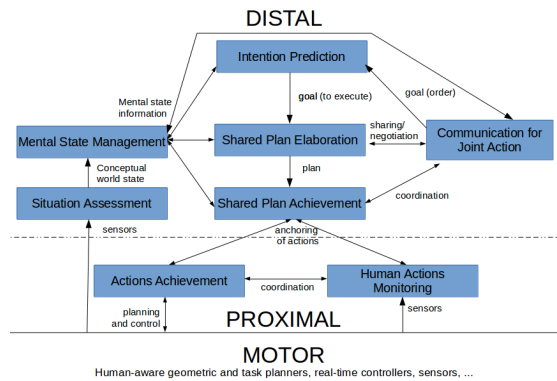 DISTAL
Intention Prediction
Mental state
information
goal (to execute)
goal (order)
Mental State Management
Shared Plan Elaboration
sharing/
negotiation
Communication for
Joint Action
Conceptual
world state
plan
Situation Assessment
Shared Plan Achievement
coordination
sensors
anchoring
of actions
Actions Achievement
coordination
Human Actions
Monitoring
planning
and control
sensors
PROXIMAL
MOTOR
Human-aware geometric and task planners, real-time controllers, sensors, ...